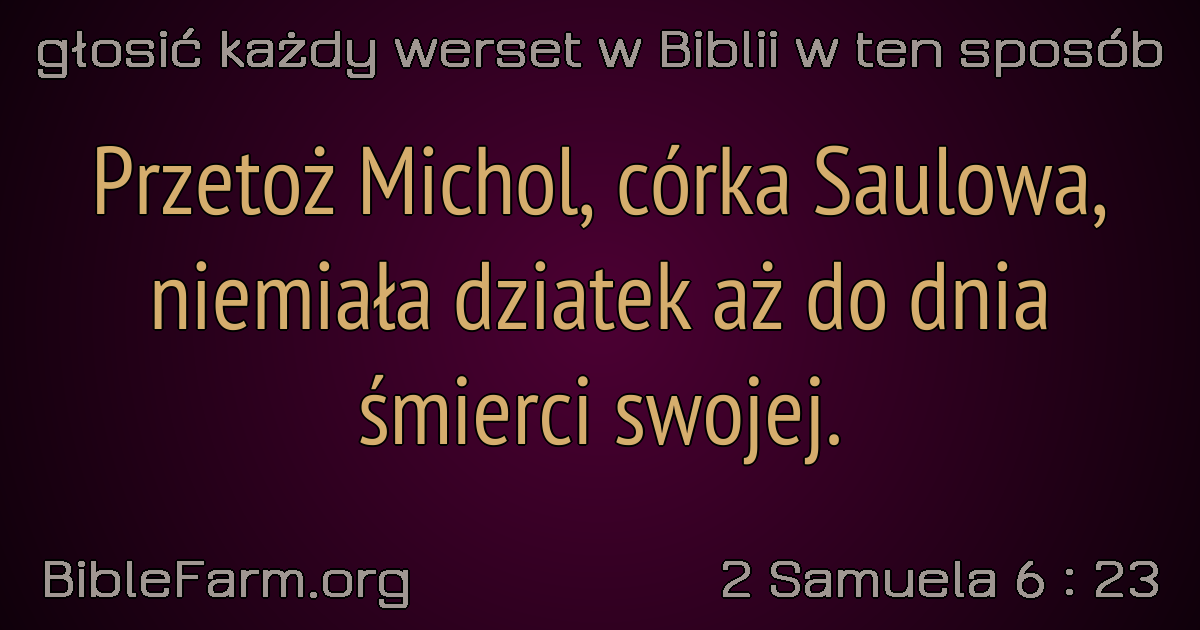 głosić każdy werset w Biblii w ten sposób
Przetoż Michol, córka Saulowa,
niemiała dziatek aż do dnia
śmierci swojej.
BibleFarm.org
2 Samuela 6 : 23